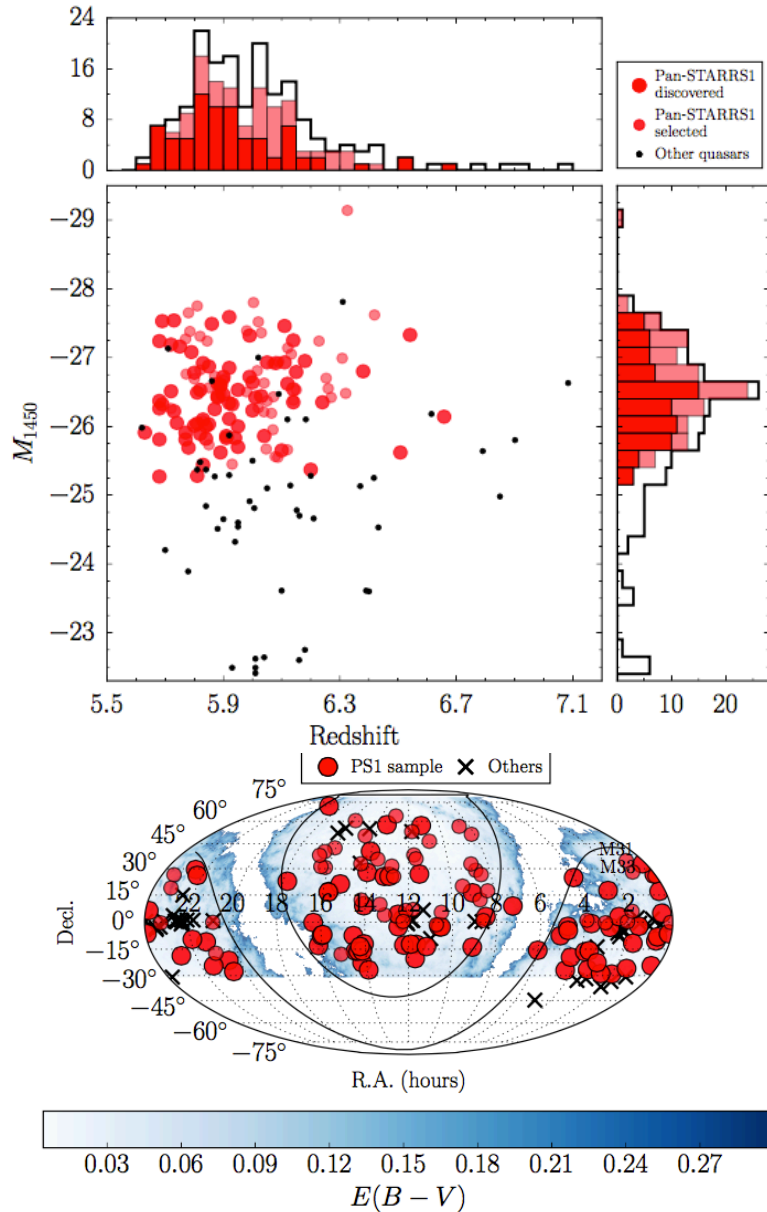 24
16
8
0
Pan-STARRS1
discovered
Pan-STARRS1
selected
Other quasars
−29
−28
−27
−26
−25
−24
−23
M1450
5.5 5.9 6.3 6.7 7.1
Redshift
0 10 20
PS1 sample Others
75°
60°
45°
30°
15°
0°
−15°
−30°
−45°
−60°
−75°
Decl.
M31
M33
22 20 18 16 14 12 10 8 6 4 2
R.A. (hours)
0.03 0.09 0.12 0.15 0.18 0.21 0.24 0.27
0.06
E(B − V)